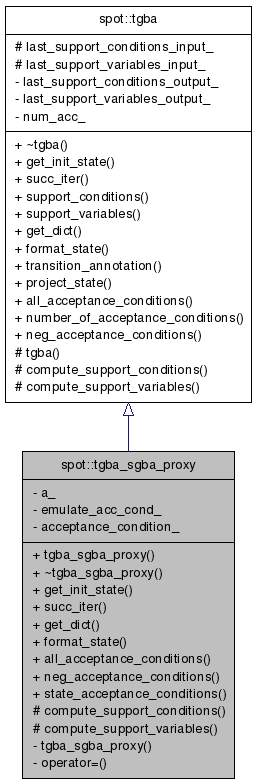 spot::tgba
# last_support_conditions_input_
# last_support_variables_input_
- last_support_conditions_output_
- last_support_variables_output_
- num_acc_
+ ~tgba()
+ get_init_state()
+ succ_iter()
+ support_conditions()
+ support_variables()
+ get_dict()
+ format_state()
+ transition_annotation()
+ project_state()
+ all_acceptance_conditions()
+ number_of_acceptance_conditions()
+ neg_acceptance_conditions()
# tgba()
# compute_support_conditions()
# compute_support_variables()
spot::tgba_sgba_proxy
- a_
- emulate_acc_cond_
- acceptance_condition_
+ tgba_sgba_proxy()
+ ~tgba_sgba_proxy()
+ get_init_state()
+ succ_iter()
+ get_dict()
+ format_state()
+ all_acceptance_conditions()
+ neg_acceptance_conditions()
+ state_acceptance_conditions()
# compute_support_conditions()
# compute_support_variables()
- tgba_sgba_proxy()
- operator=()